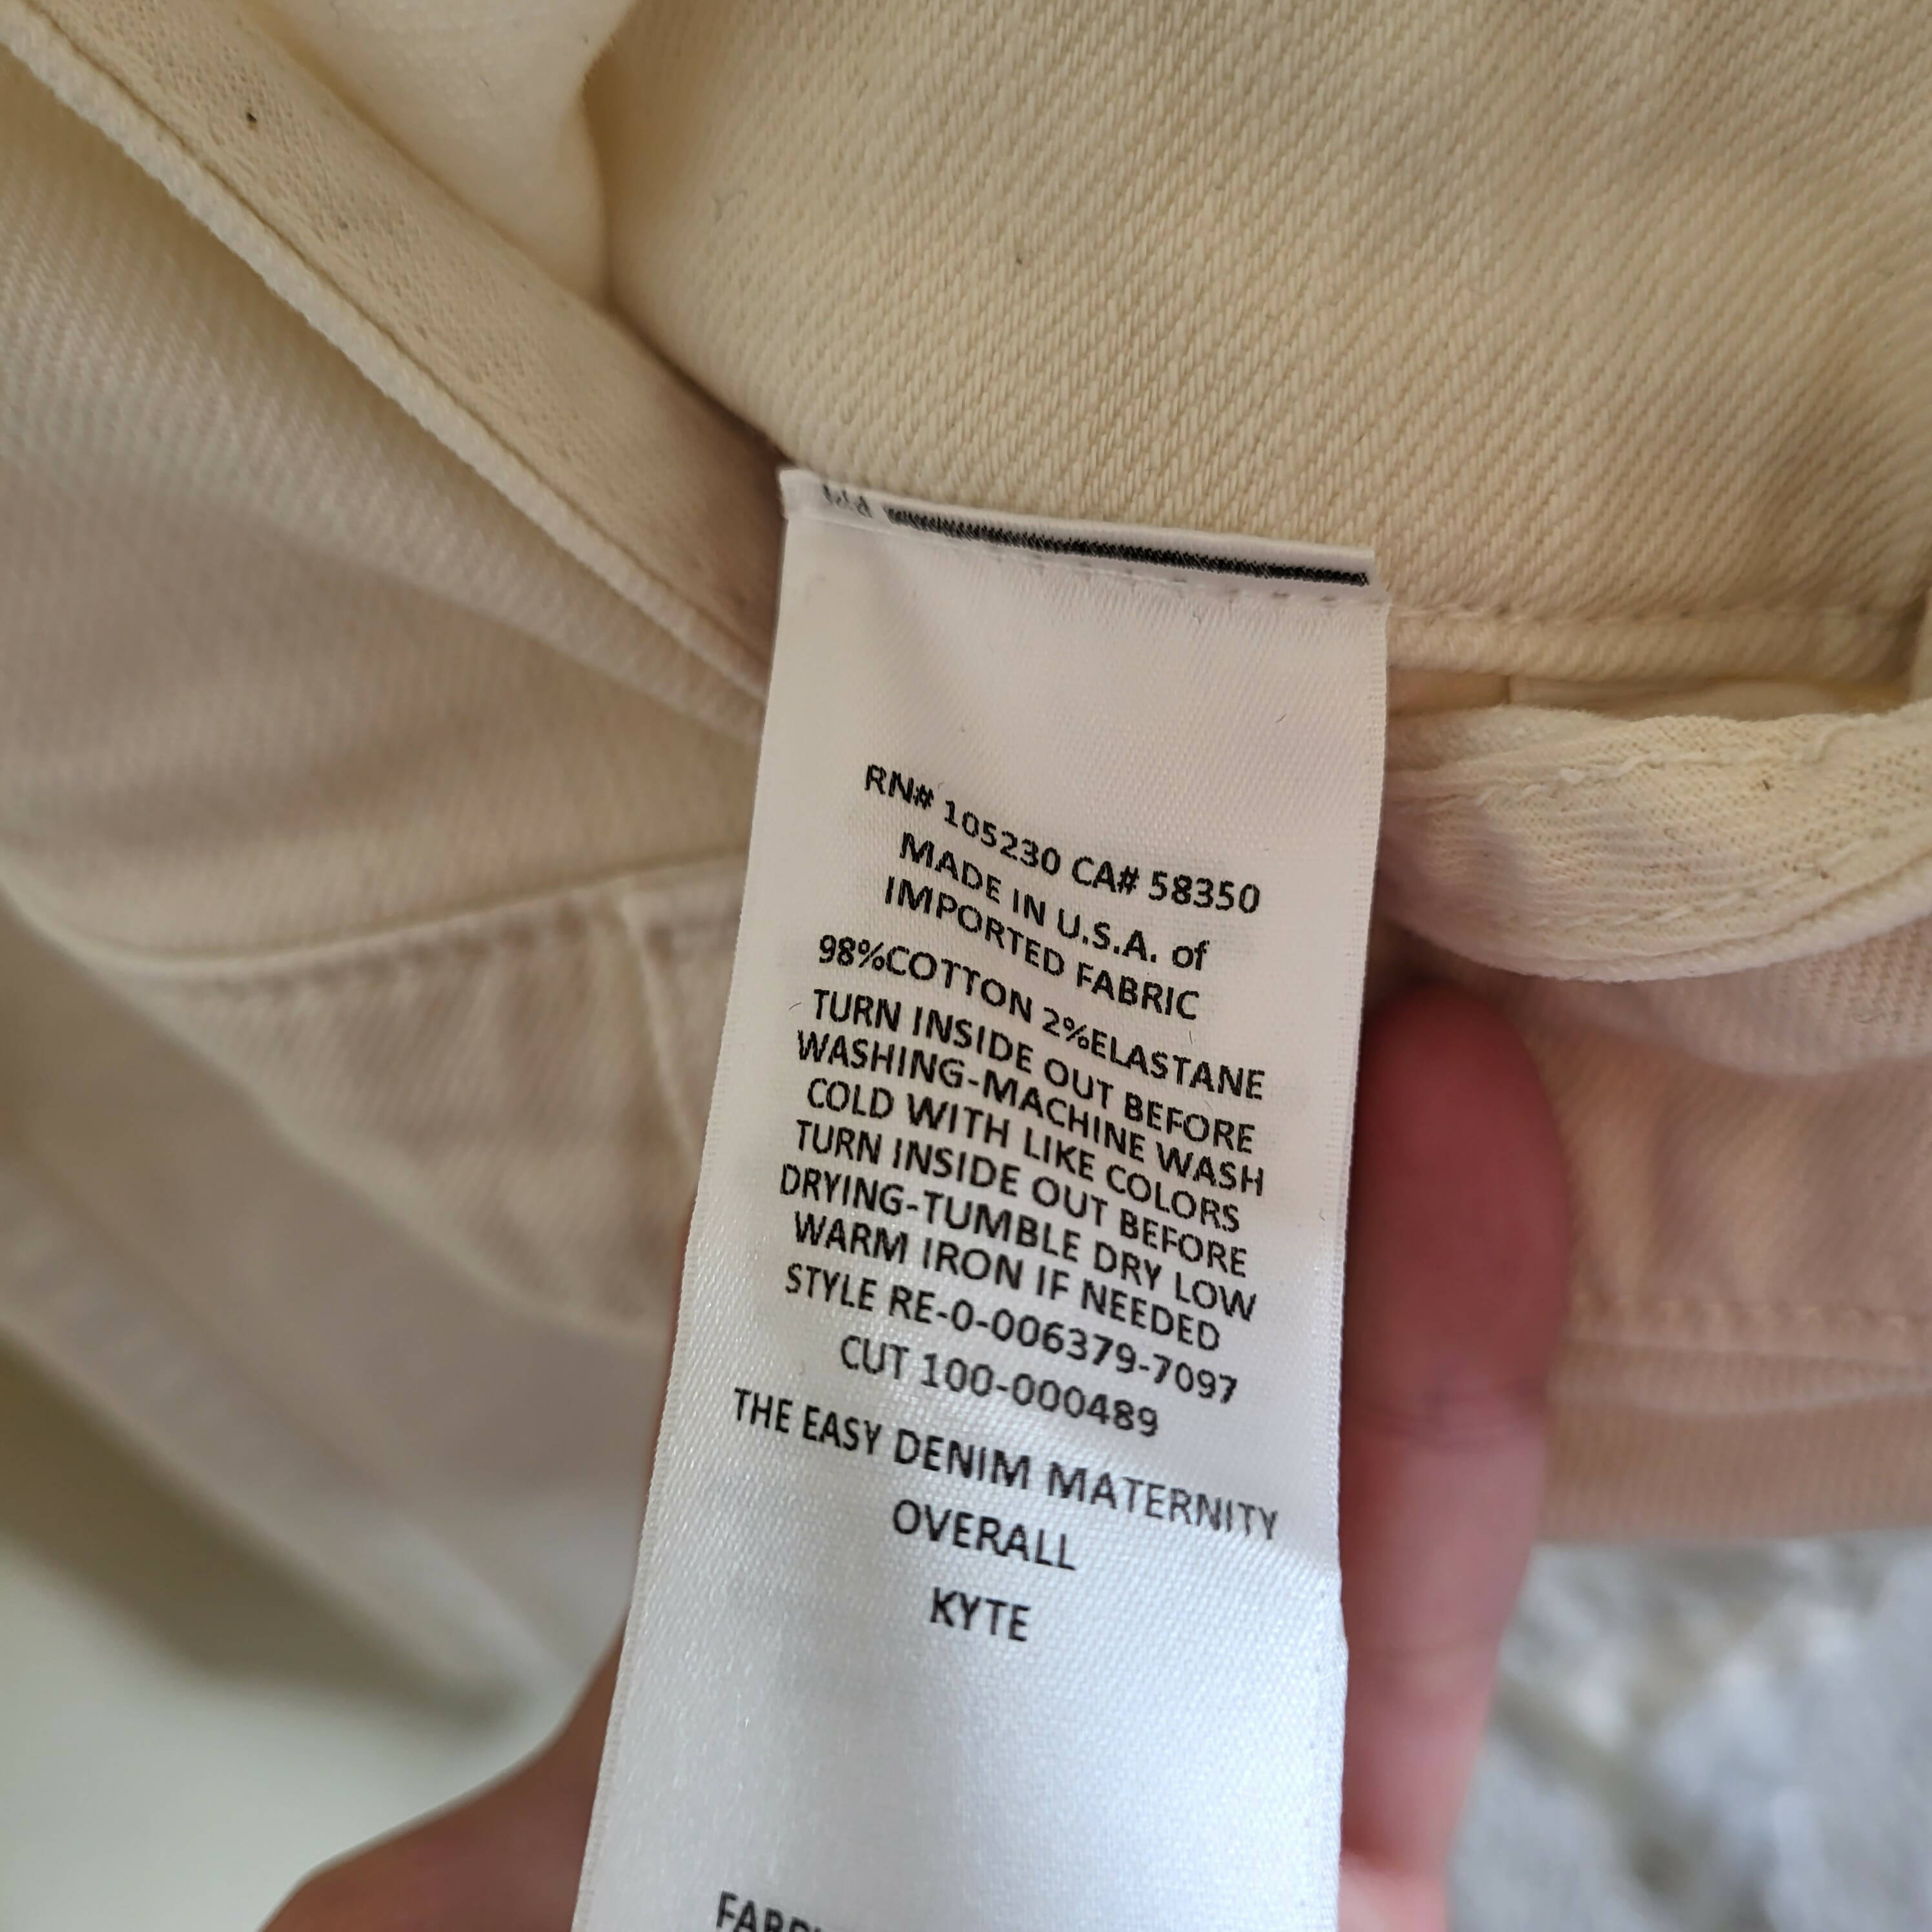 RN# 105230 CA# 58350
MADE IN U.S.A. of
IMPORTED FABRIC
98%COTTON 2%ELASTANE
TURN INSIDE OUT BEFORE
WASHING-MACHINE WASH
COLD WITH LIKE COLORS
TURN INSIDE OUT BEFORE
DRYING-TUMBLE DRY LOW
WARM IRON IF NEEDED
STYLE RE-0-006379-7097
CUT 100-000489
THE EASY DENIM MATERNITY
OVERALL
KYTE